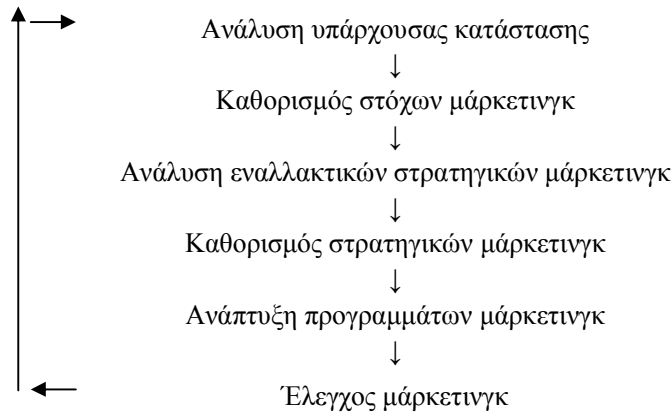 Ανάλυση υπάρχουσας κατάστασης
↓
Καθορισμός στόχων μάρκετινγκ
↓
Ανάλυση εναλλακτικών στρατηγικών μάρκετινγκ
↓
Καθορισμός στρατηγικών μάρκετινγκ
↓
Ανάπτυξη προγραμμάτων μάρκετινγκ
↓
Έλεγχος μάρκετινγκ